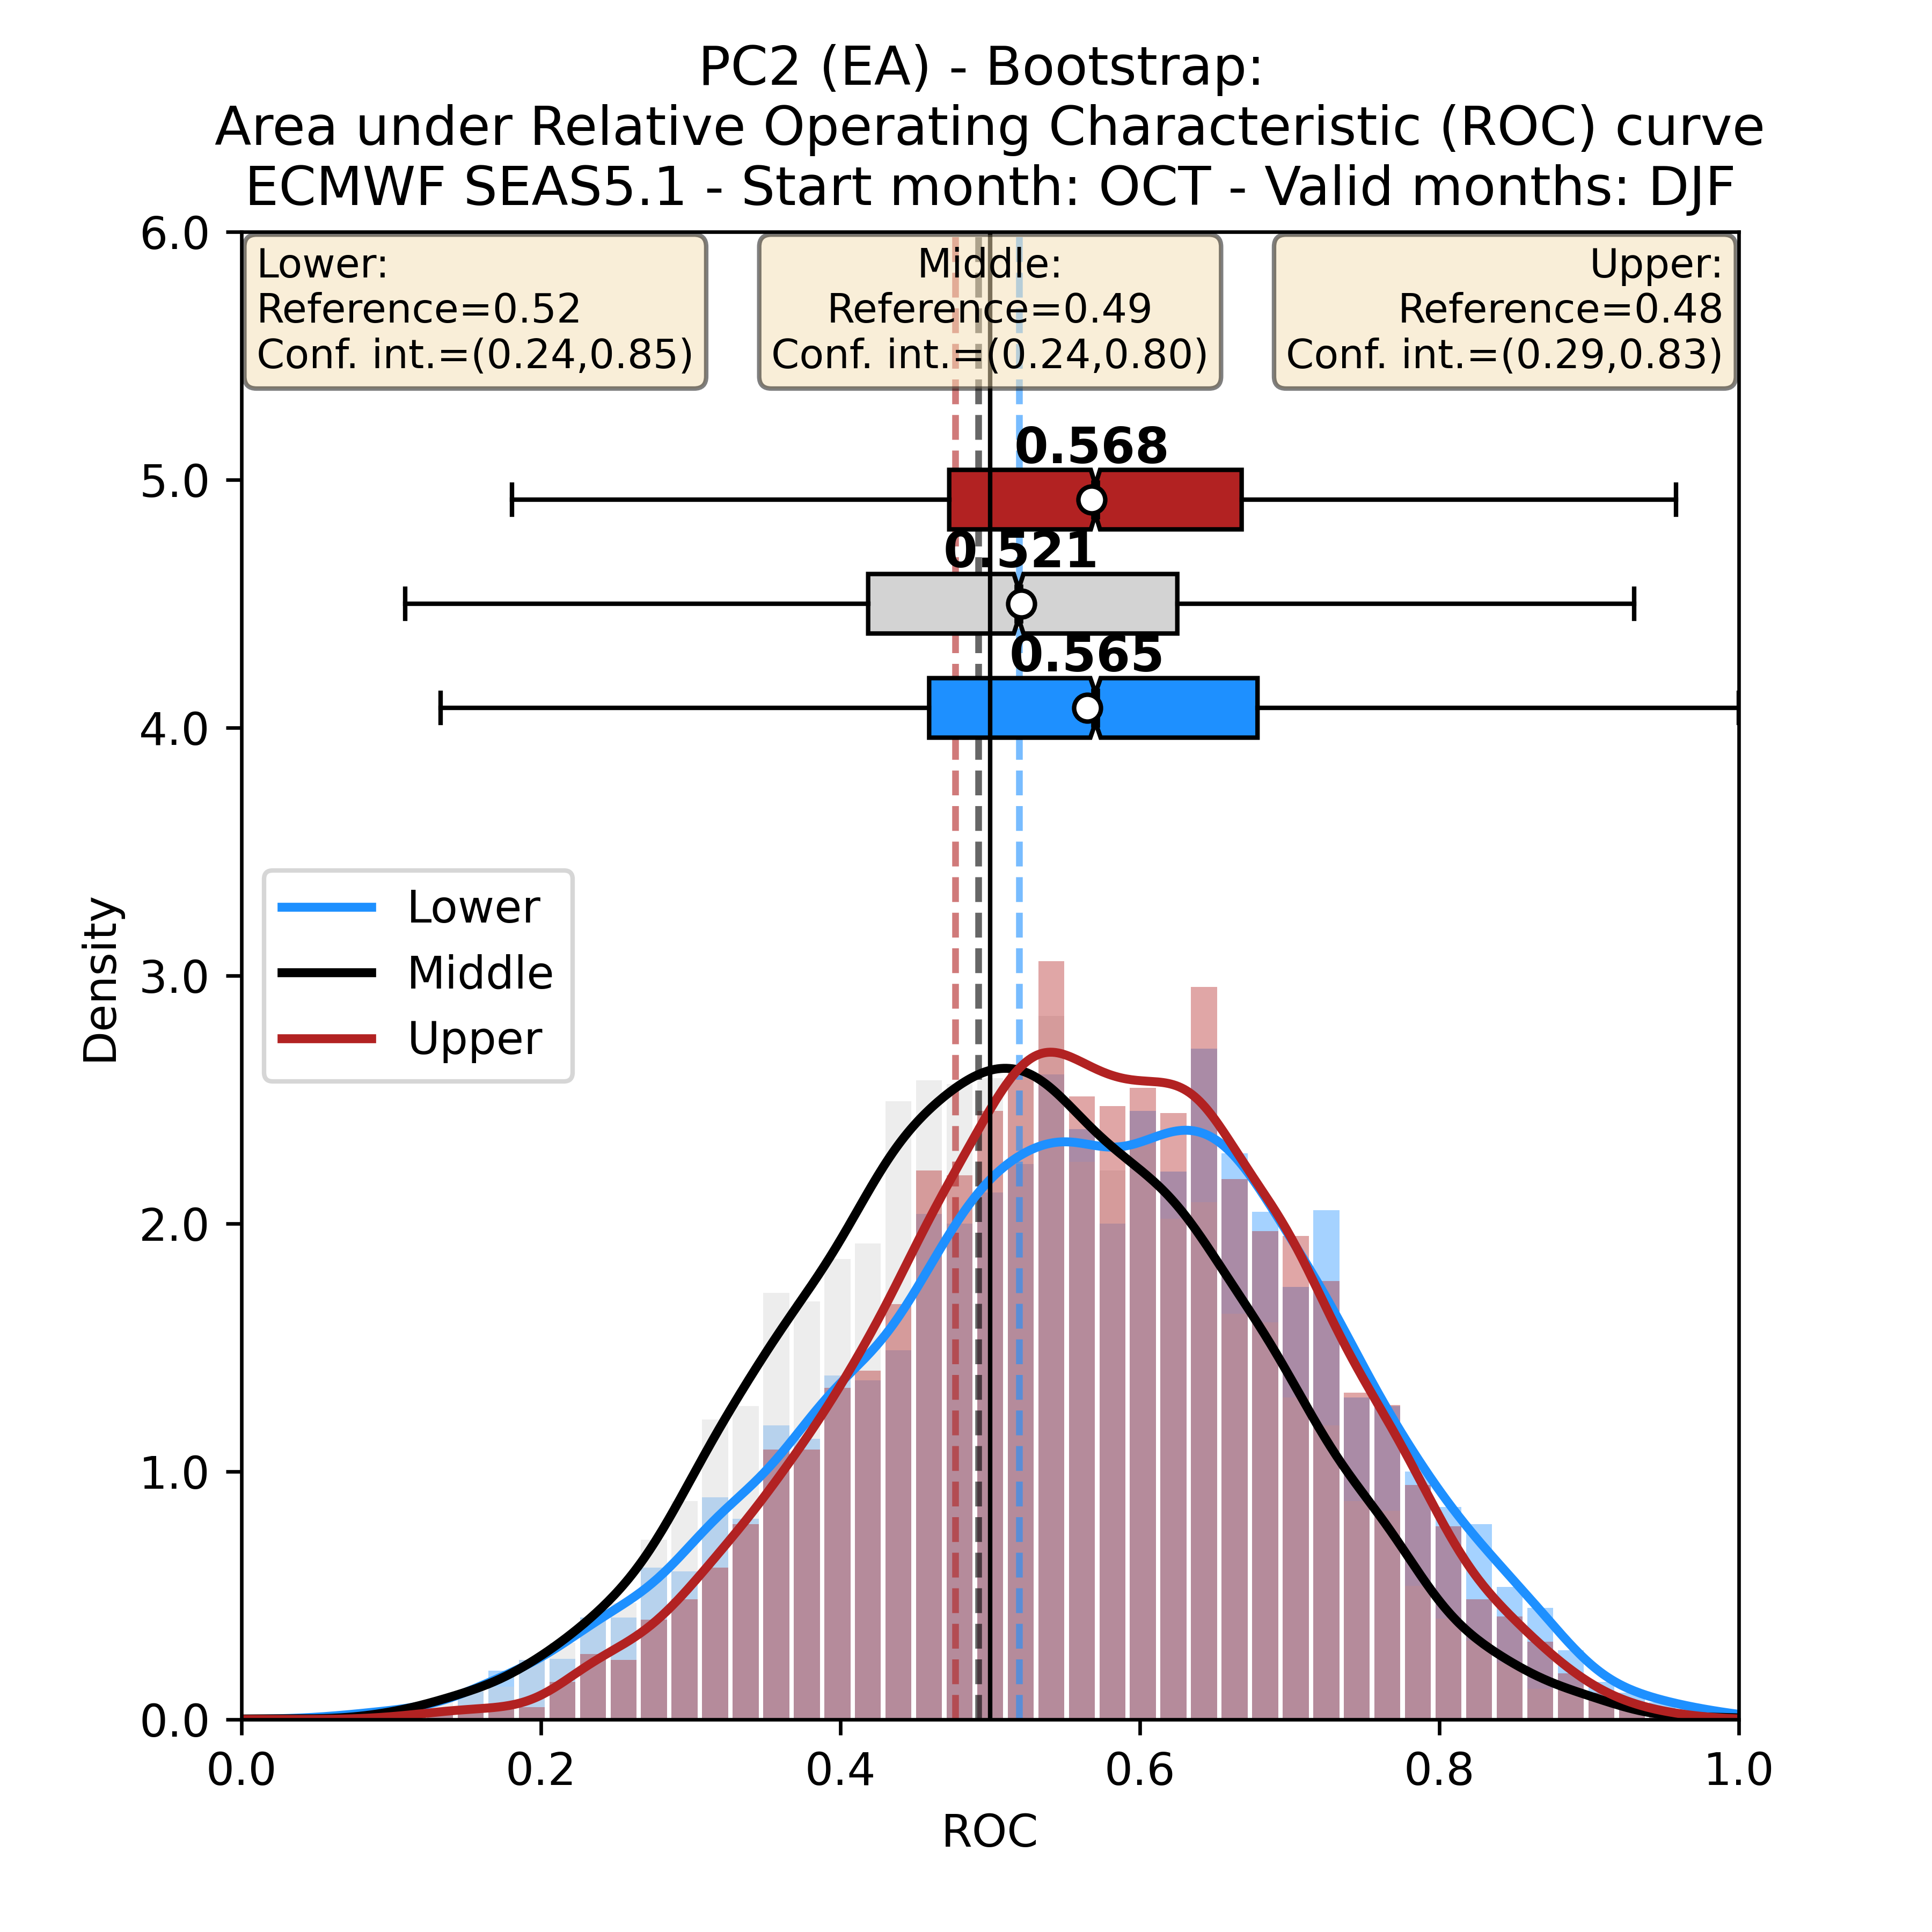 PC2 (EA) - Bootstrap:
Area under Relative Operating Characteristic (ROC) curve
ECMWF SEAS5.1 - Start month: OCT - Valid months: DJF
6.0
Lower:
Reference=0.52
Conf. int.=(0.24,0.85)
Middle:
Reference=0.49
Conf. int.=(0.24,0.80)
Upper:
Reference=0.48
Conf. int.=(0.29,0.83)
0.568
5.0
0.521
0.565
4.0
Lower
Middle
Upper
Density
3.0
2.0
1.0
0.0
0.0 0.2 0.4 0.6 0.8 1.0
ROC